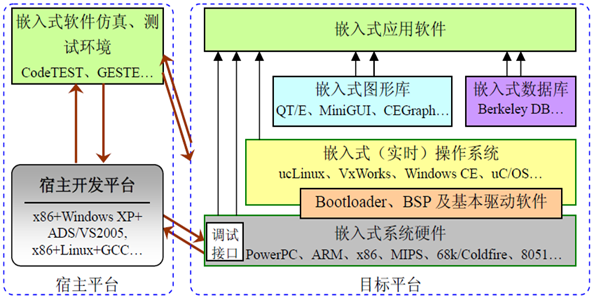 嵌入式软件仿真、测
试环境
CodeTEST、GESTE…
宿主开发平台
x86+Windows XP+
ADS/VS2005,
x86+Linux+GCC…
宿主平台
嵌入式应用软件
嵌入式图形库
QT/E、MiniGUI、CEGraph…
嵌入式数据库
Berkeley DB…
嵌入式（实时）操作系统
ucLinux、VxWorks、Windows CE、uC/OS…
Bootloader、BSP 及基本驱动软件
调试
接口
嵌入式系统硬件
PowerPC、ARM、x86、MIPS、68k/Coldfire、8051…
目标平台